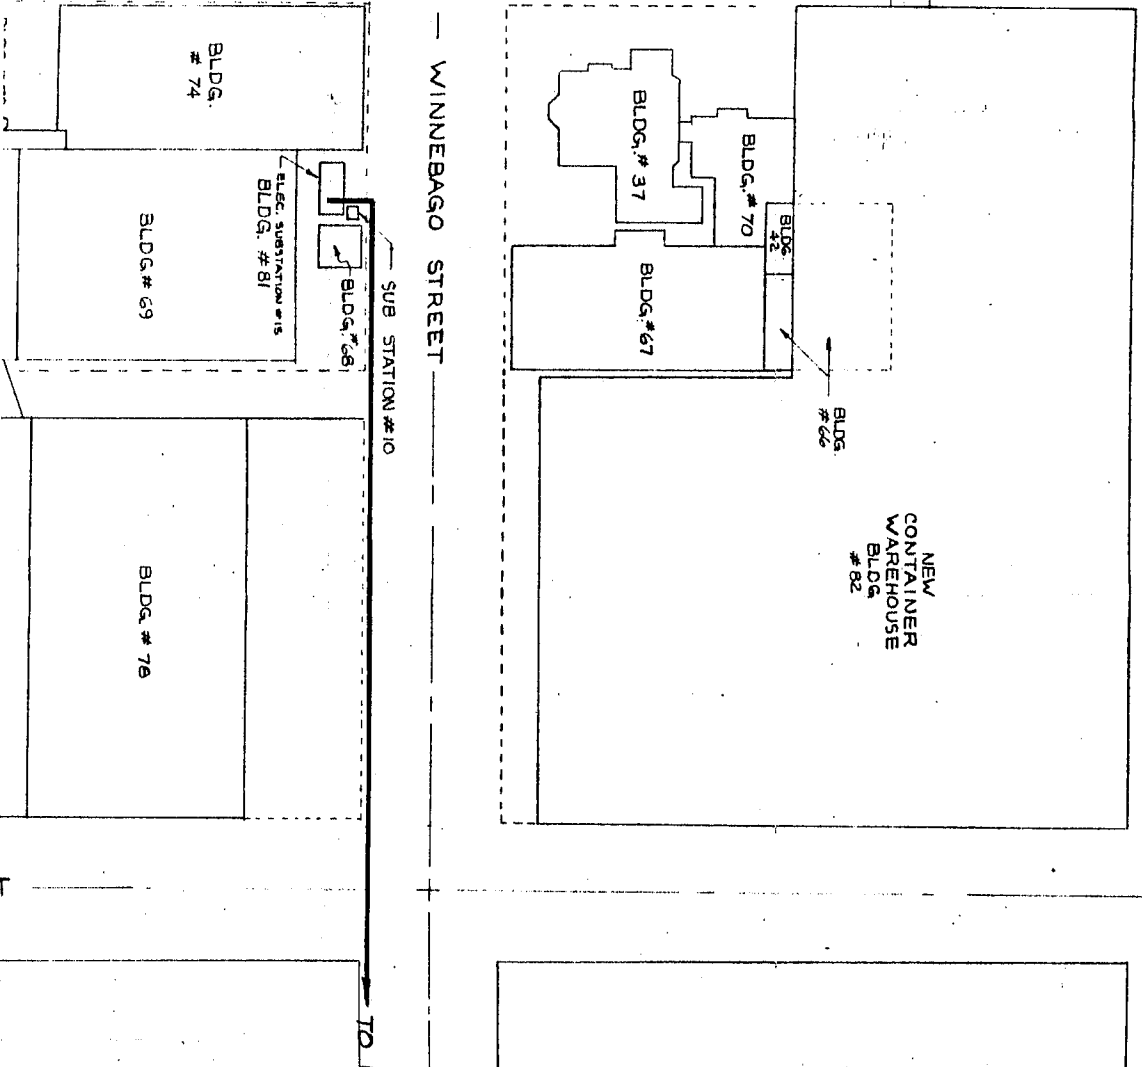 BLDG.
# 74
BLDG # 69
ELEC. SUBSTATION #15
BLDG. #81
BLDG. #68
SUB STATION #10
WINNEBAGO STREET
BLDG. # 37
BLDG. # 70
BLDG.
42
BLDG. #67
BLDG.
#66
NEW
CONTAINER
WAREHOUSE
BLDG
#82
BLDG. # 78
TO